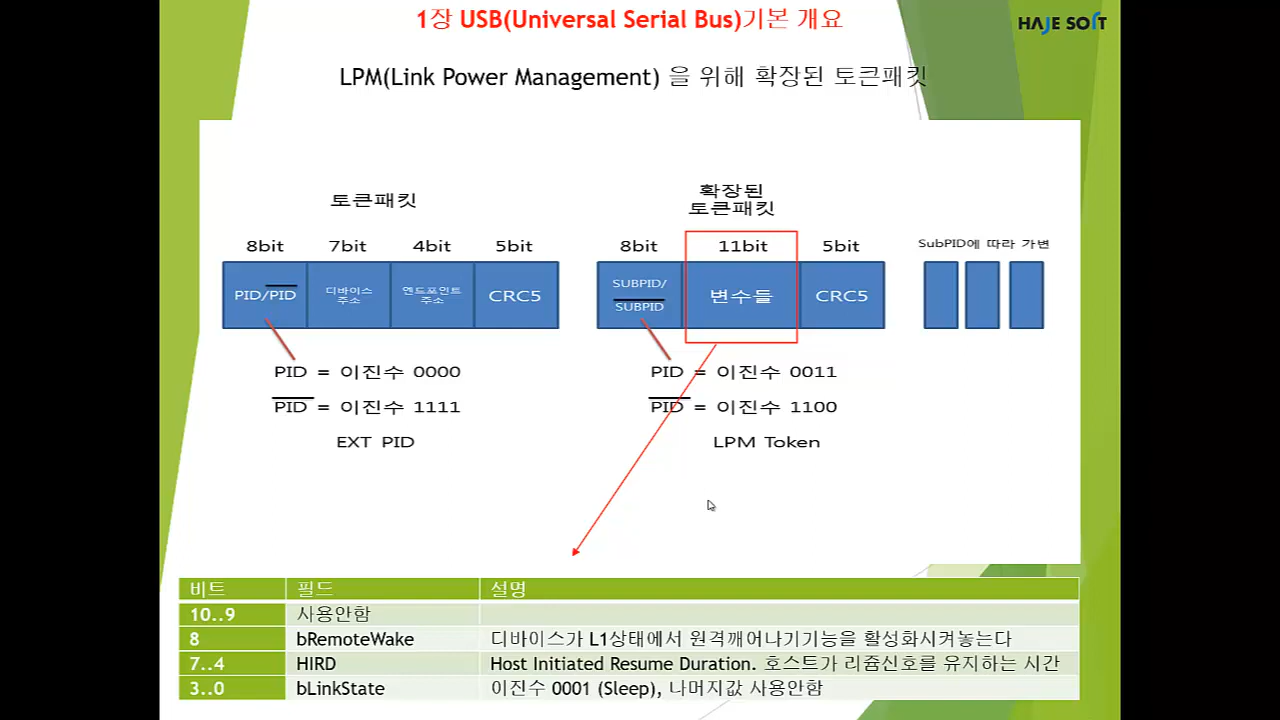 1장 USB(Universal Serial Bus)기본 개요
HAJE SOFT
LPM(Link Power Management) 을 위해 확장된 토큰패킷
토큰패킷
확장된
토큰패킷
8bit 7bit 4bit 5bit
8bit 11bit 5bit
SubPID에 따라 가변
PID/PID
디바이스
주소
엔드포인트
주소
CRC5
SUBPID/
SUBPID
변수들
CRC5
PID = 이진수 0000
PID = 이진수 1111
EXT PID
PID = 이진수 0011
PID = 이진수 1100
LPM Token
비트 필드 설명
10..9 사용안함
8 bRemoteWake 디바이스가 L1상태에서 원격깨어나기기능을 활성화시켜놓는다
7..4 HIRD Host Initiated Resume Duration. 호스트가 리쥼신호를 유지하는 시간
3..0 bLinkState 이진수 0001 (Sleep), 나머지값 사용안함